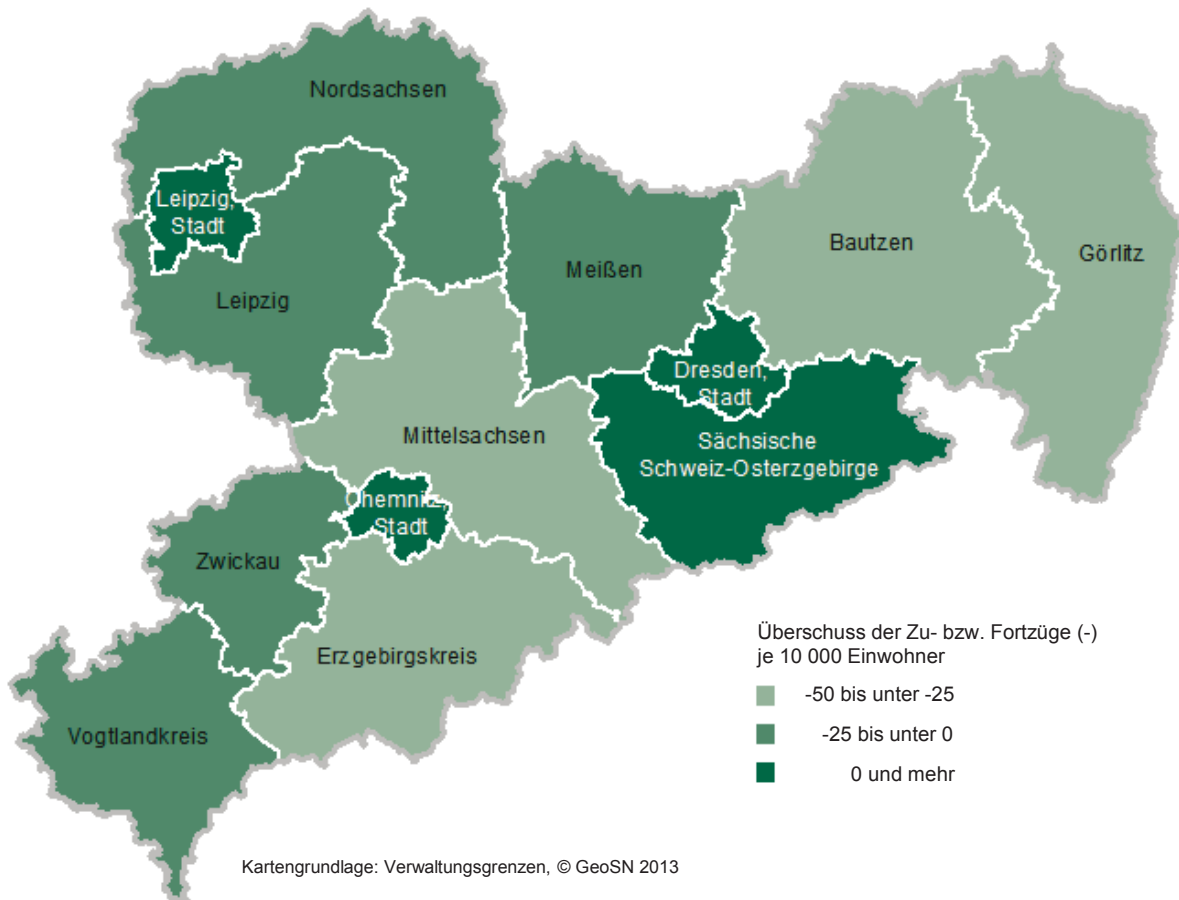 Nordsachsen
Leipzig,
Stadt
Leipzig
Meißen
Bautzen
Görlitz
Dresden,
Stadt
Sächsische
Schweiz-Osterzgebirge
Mittelsachsen
Chemnitz,
Stadt
Zwickau
Erzgebirgskreis
Vogtlandkreis
Überschuss der Zu- bzw. Fortzüge (-)
je 10 000 Einwohner
-50 bis unter -25
-25 bis unter 0
0 und mehr
Kartengrundlage: Verwaltungsgrenzen, © GeoSN 2013